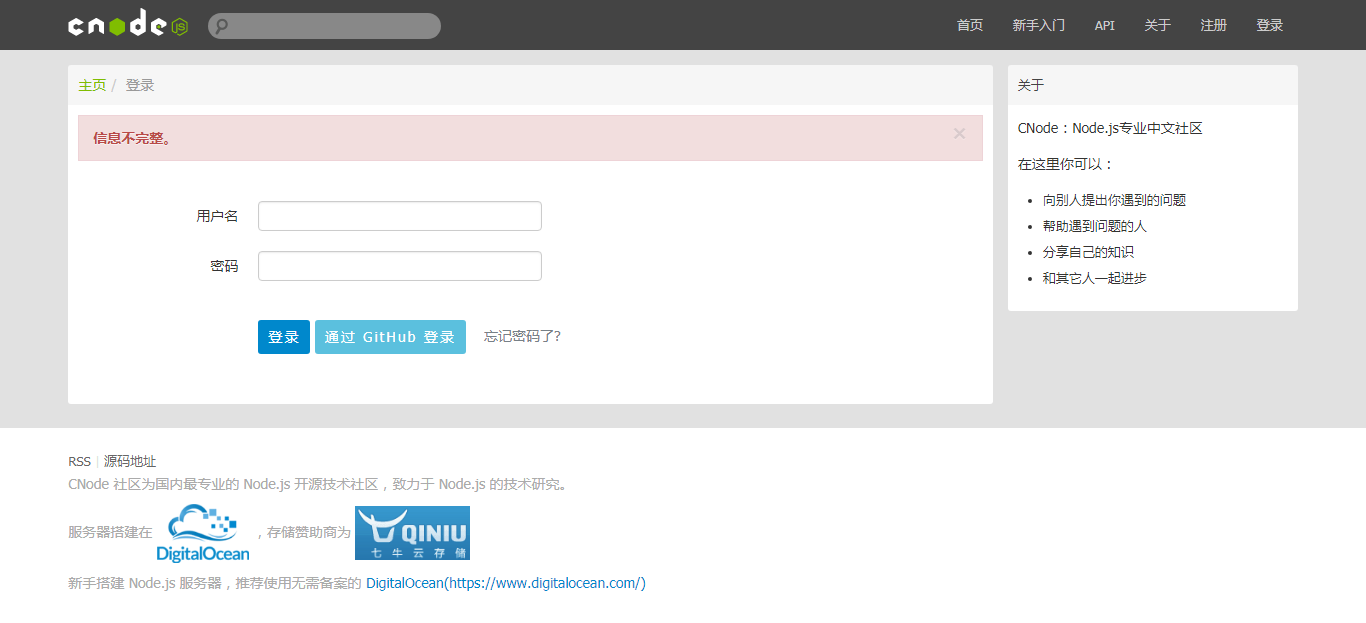 cnode JS 首页 新手入门 API 关于 注册 登录
主页 / 登录
信息不完整。 ×
用户名
密码
登录 通过 GitHub 登录 忘记密码了?
关于
CNode：Node.js专业中文社区
在这里你可以：
向别人提出你遇到的问题
帮助遇到问题的人
分享自己的知识
和其它人一起进步
RSS | 源码地址
CNode 社区为国内最专业的 Node.js 开源技术社区，致力于 Node.js 的技术研究。
服务器搭建在 DigitalOcean ，存储赞助商为 QINIU 七牛云存储
新手搭建 Node.js 服务器，推荐使用无需备案的 DigitalOcean(https://www.digitalocean.com/)